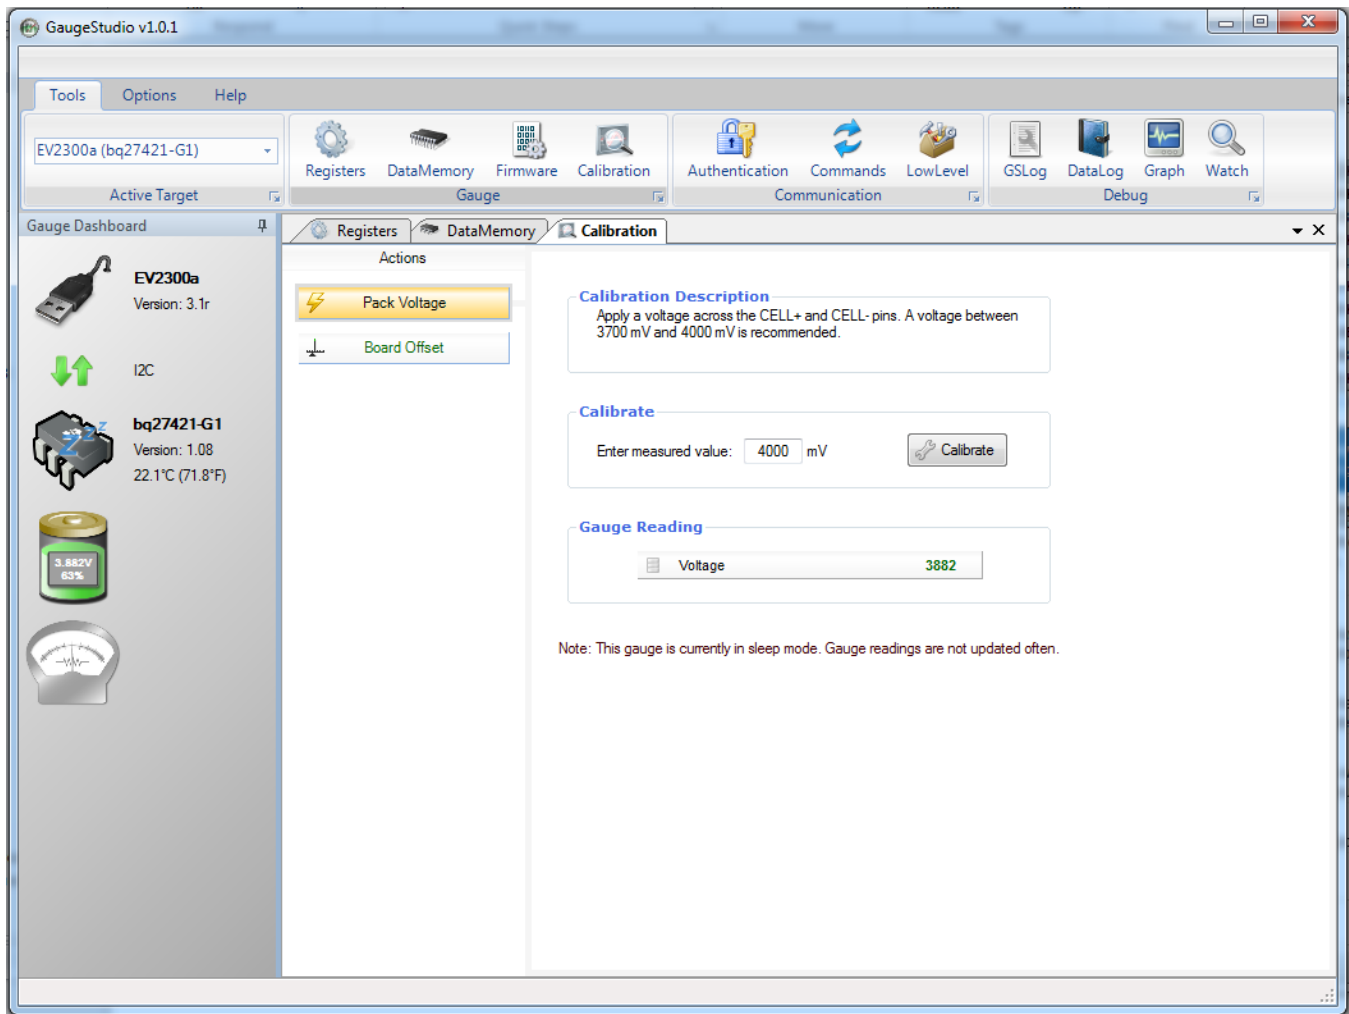 GaugeStudio v1.0.1
Tools Options Help
EV2300a (bq27421-G1)
Registers DataMemory Firmware Calibration Authentication Commands LowLevel GSLog DataLog Graph Watch
Active Target Gauge Communication Debug
Gauge Dashboard
Registers DataMemory Calibration
Actions
EV2300a
Version: 3.1r
Pack Voltage
Board Offset
I2C
bq27421-G1
Version: 1.08
22.1°C (71.8°F)
3.882V
63%
Calibration Description
Apply a voltage across the CELL+ and CELL- pins. A voltage between
3700 mV and 4000 mV is recommended.
Calibrate
Enter measured value: 4000 mV Calibrate
Gauge Reading
Voltage 3882
Note: This gauge is currently in sleep mode. Gauge readings are not updated often.